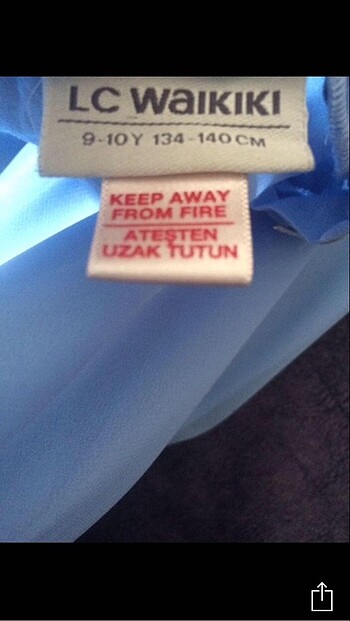 LC WaIKIKI
9-10Y 134-140CM
KEEP AWAY
FROM FIRE
ATEŞTEN
UZAK TUTUN